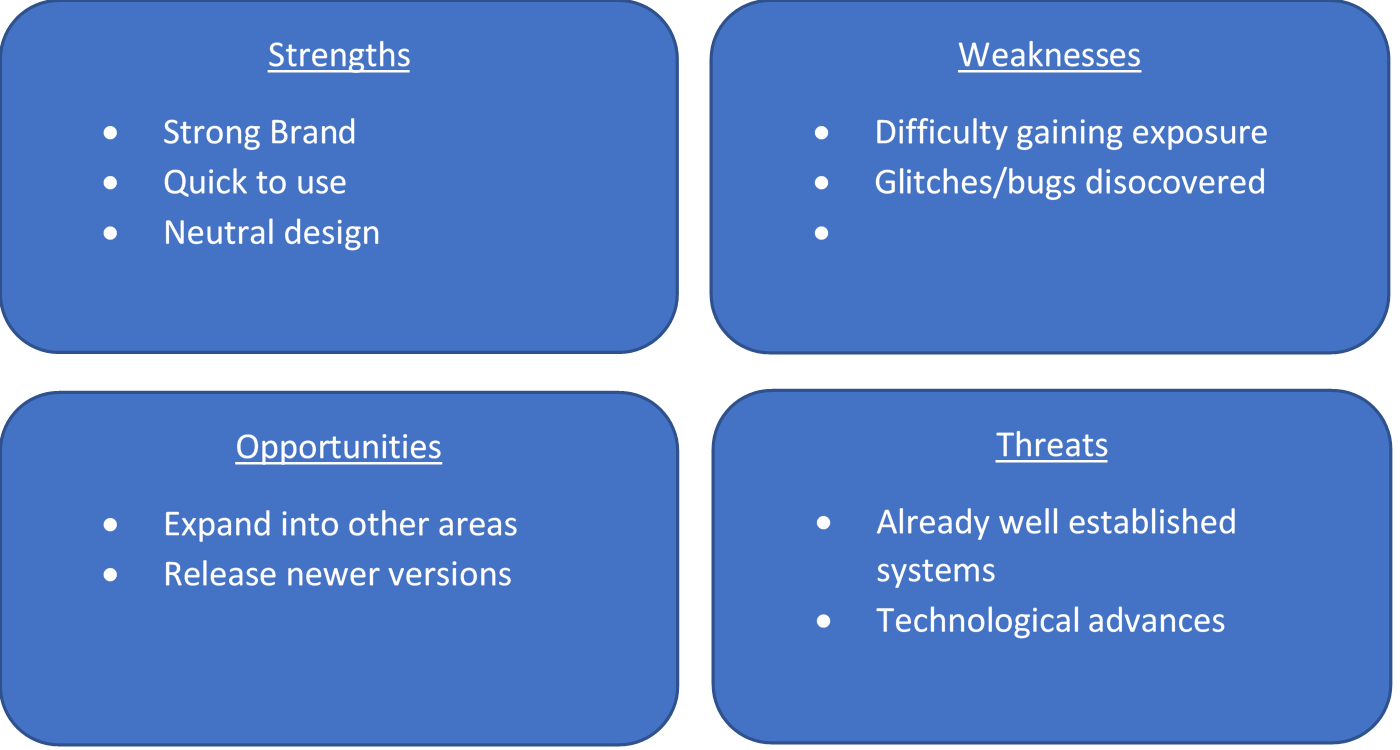 Strengths
• Strong Brand
• Quick to use
• Neutral design
Weaknesses
• Difficulty gaining exposure
• Glitches/bugs disocovered
•
Opportunities
• Expand into other areas
• Release newer versions
Threats
• Already well established
systems
• Technological advances